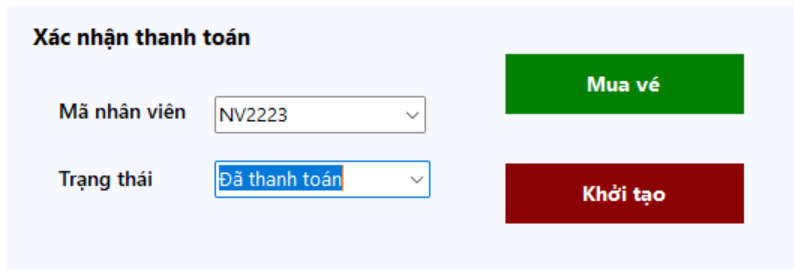 Xác nhận thanh toán
Mua vé
Mã nhân viên NV2223
Trạng thái Đã thanh toán
Khởi tạo